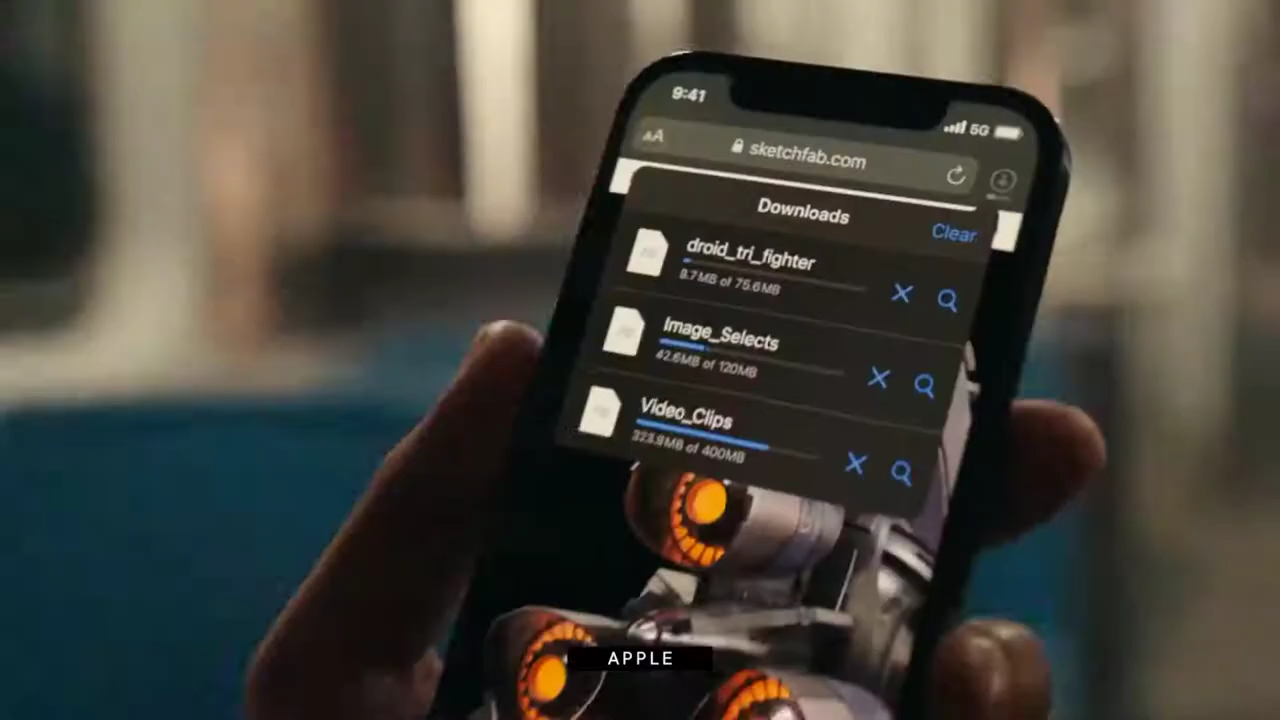 9:41
5G
AA
sketchfab.com
Downloads
Clear
droid_tri_fighter
8.7MB of 75.6MB
Image_Selects
42.6MB of 120MB
Video_Clips
323.9MB of 400MB
APPLE